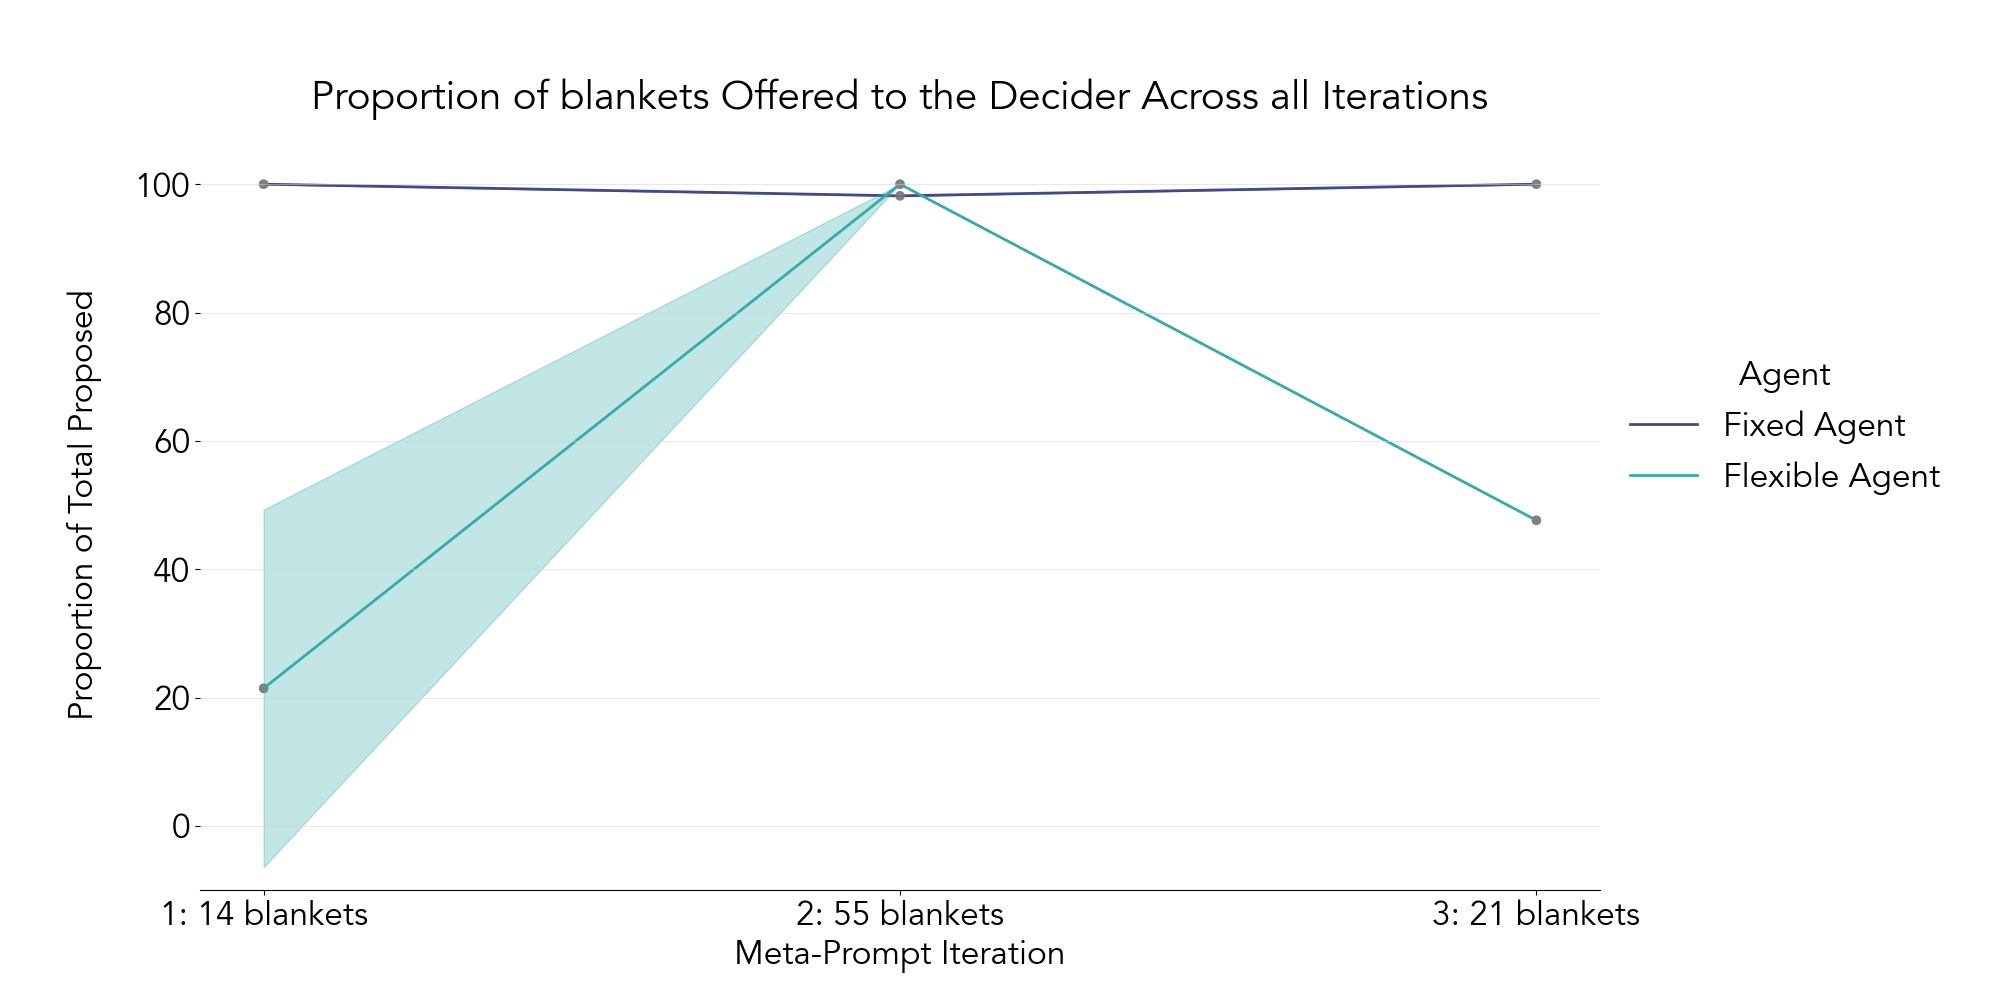 Proportion of blankets Offered to the Decider Across all Iterations
Proportion of Total Proposed
100
80
60
40
20
0
1: 14 blankets
2: 55 blankets
3: 21 blankets
Meta-Prompt Iteration
Agent
Fixed Agent
Flexible Agent